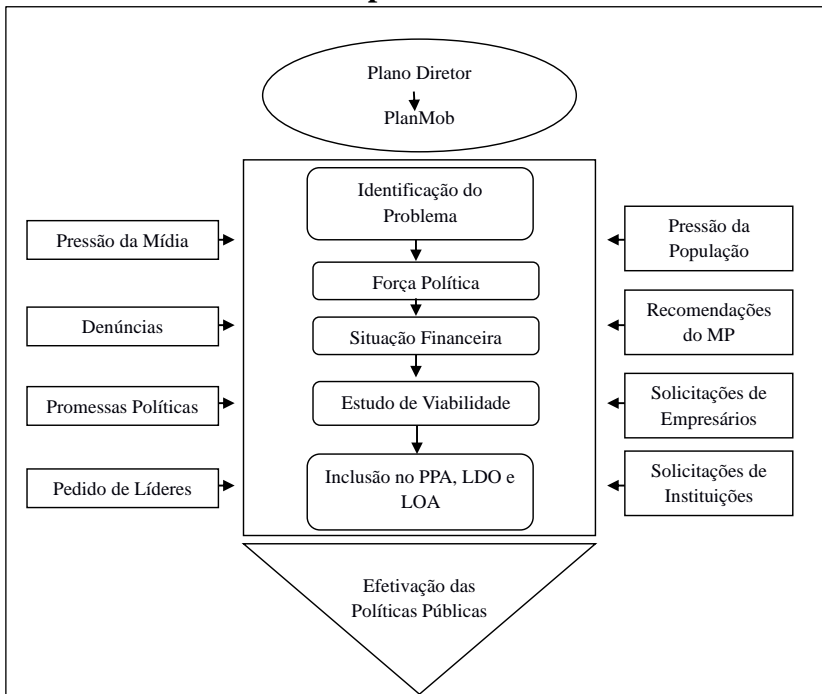 Plano Diretor
PlanMob
Identificação do
Problema
Força Política
Situação Financeira
Estudo de Viabilidade
Inclusão no PPA, LDO e
LOA
Pressão da Mídia
Denúncias
Promessas Políticas
Pedido de Líderes
Pressão da
População
Recomendações
do MP
Solicitações de
Empresários
Solicitações de
Instituições
Efetivação das
Políticas Públicas